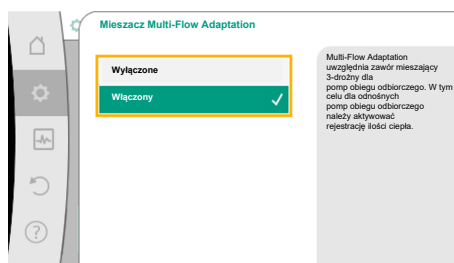 Mieszacz Multi-Flow Adaptation
Wyłączone
Włączony
Multi-Flow Adaptation
uwzględnia zawór mieszający
3-drożny dla
pomp obiegu odbiorczego. W tym
celu dla odnośnych
pomp obiegu odbiorczego
należy aktywować
rejestrację ilości ciepła.